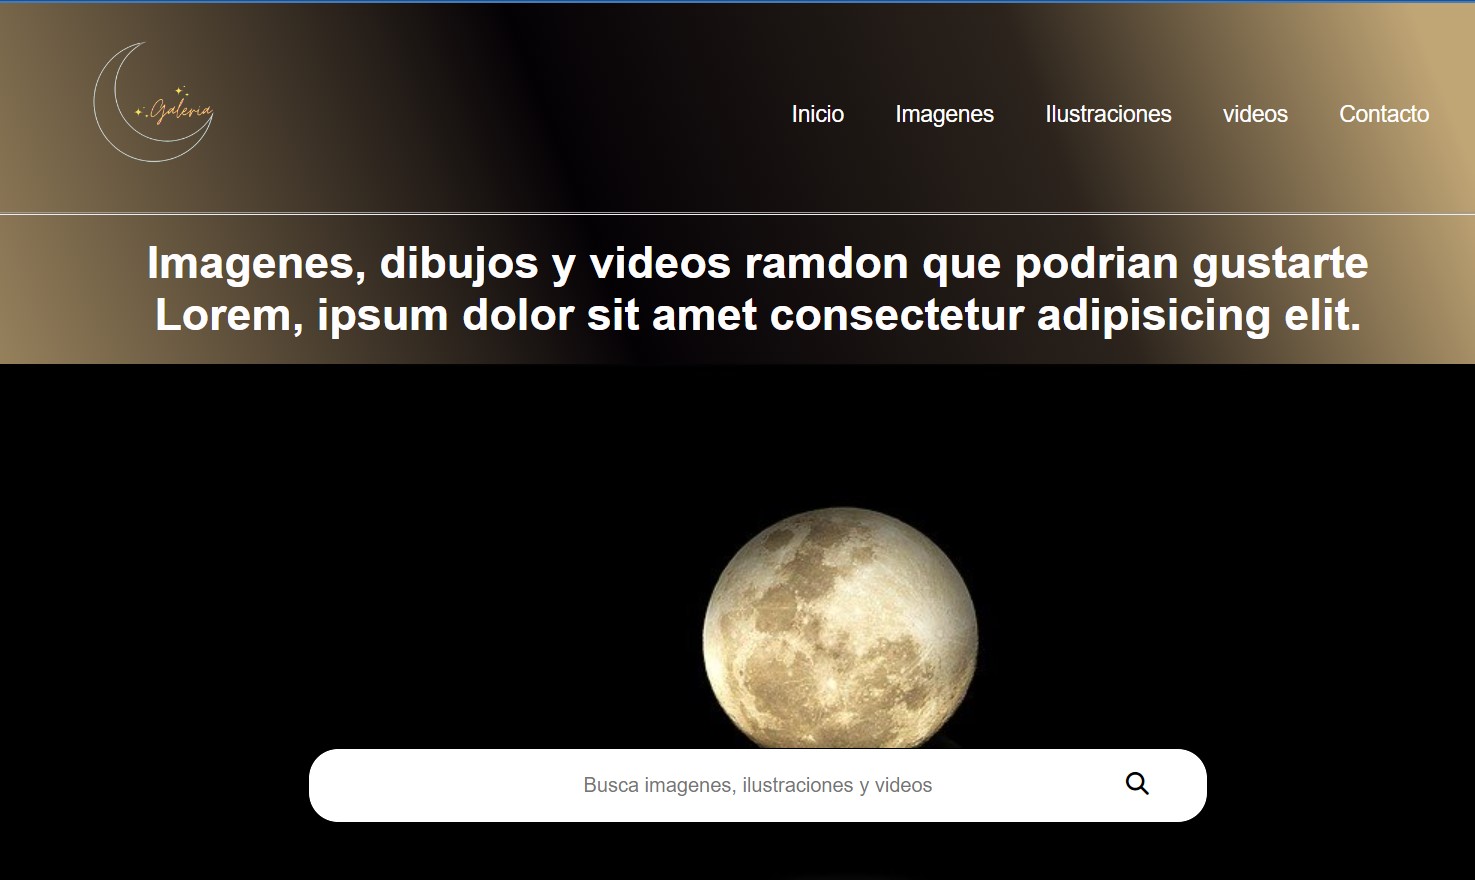 Galeria
Inicio Imagenes Ilustraciones videos Contacto
Imagenes, dibujos y videos ramdon que podrian gustarte
Lorem, ipsum dolor sit amet consectetur adipisicing elit.
Busca imagenes, ilustraciones y videos